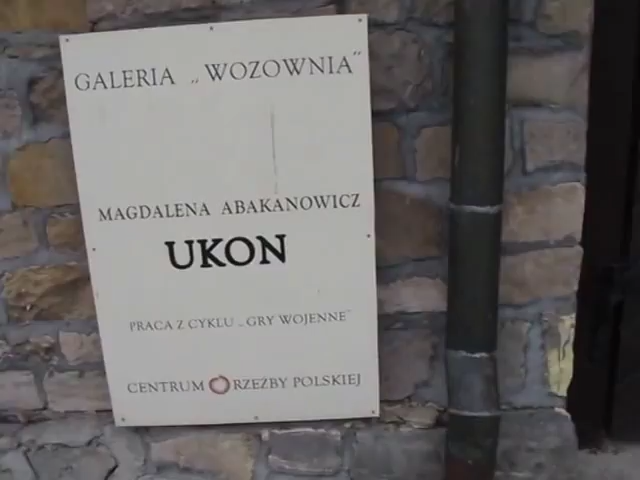 GALERIA „WOZOWNIA”
MAGDALENA ABAKANOWICZ
UKON
PRACA Z CYKLU „GRY WOJENNE”
CENTRUM RZEŹBY POLSKIEJ